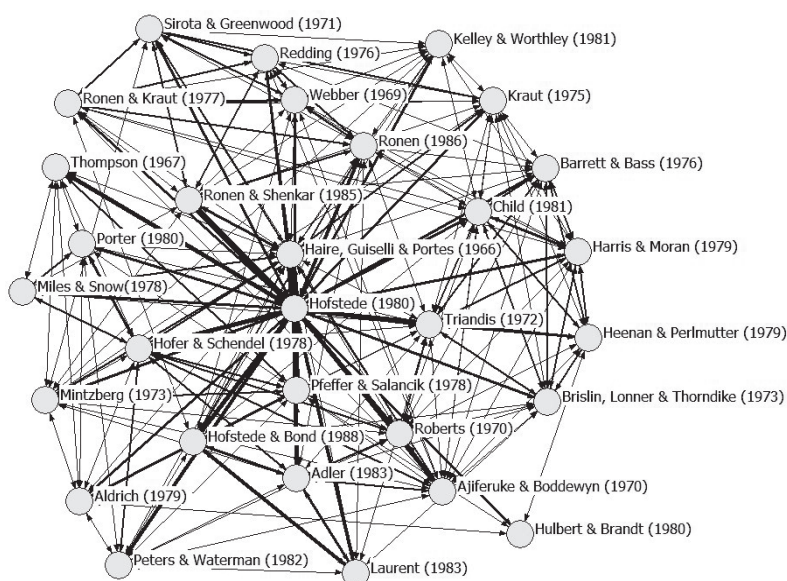 Sirota & Greenwood (1971)
Kelley & Worthley (1981)
Redding (1976)
Ronen & Kraut (1977)
Webber (1969)
Kraut (1975)
Ronen (1986)
Thompson (1967)
Barrett & Bass (1976)
Ronen & Shenkar (1985)
Child (1981)
Porter (1980)
Haire, Guiselli & Portes (1966)
Harris & Moran (1979)
Miles & Snow(1978)
Hofstede (1980)
Triandis (1972)
Heenan & Perlmutter (1979)
Hofer & Schendel (1978)
Pfeffer & Salancik (1978)
Mintzberg (1973)
Brislin, Lonner & Thorndike (1973)
Hofstede & Bond (1988)
Roberts (1970)
Adler (1983)
Ajiferuke & Boddewyn (1970)
Aldrich (1979)
Hulbert & Brandt (1980)
Peters & Waterman (1982)
Laurent (1983)